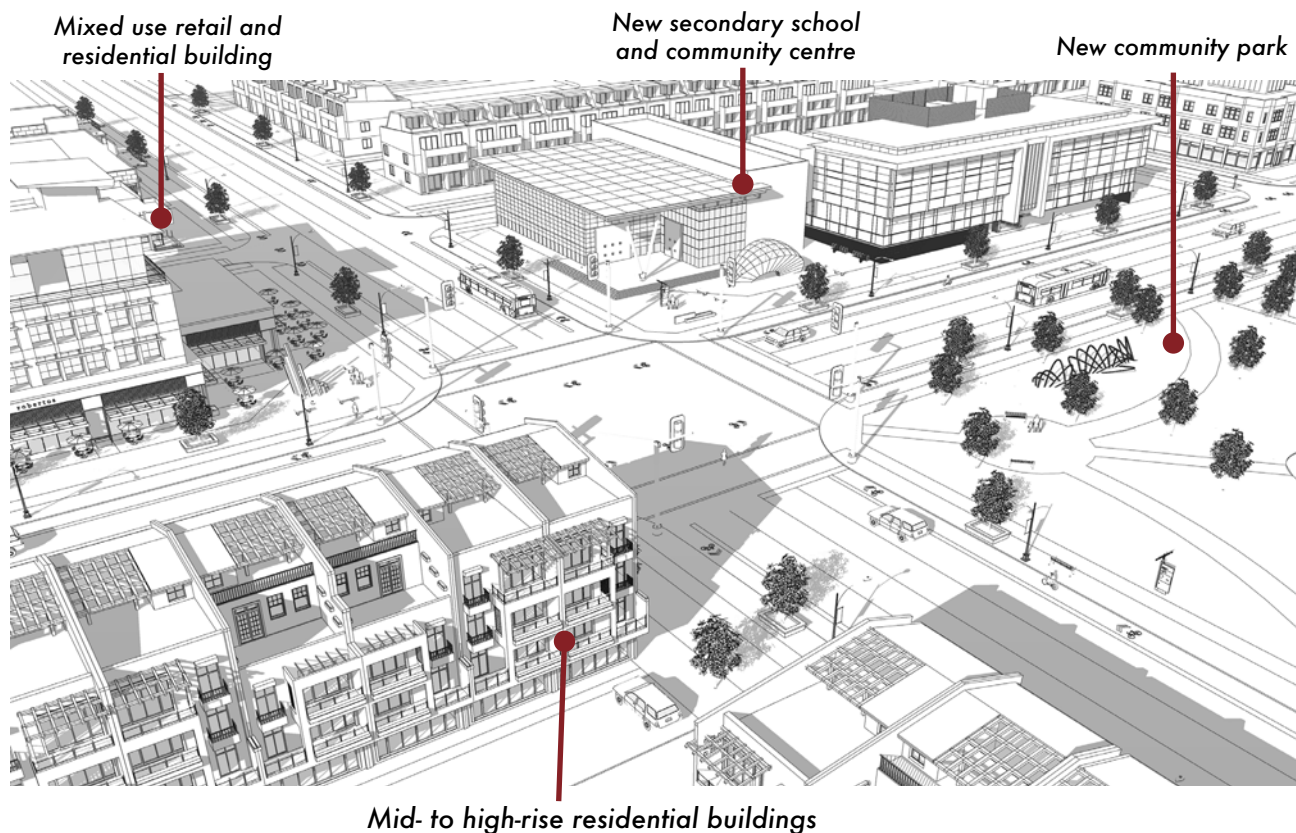 Mixed use retail and
residential building
New secondary school
and community centre
New community park
robertos
Mid- to high-rise residential buildings